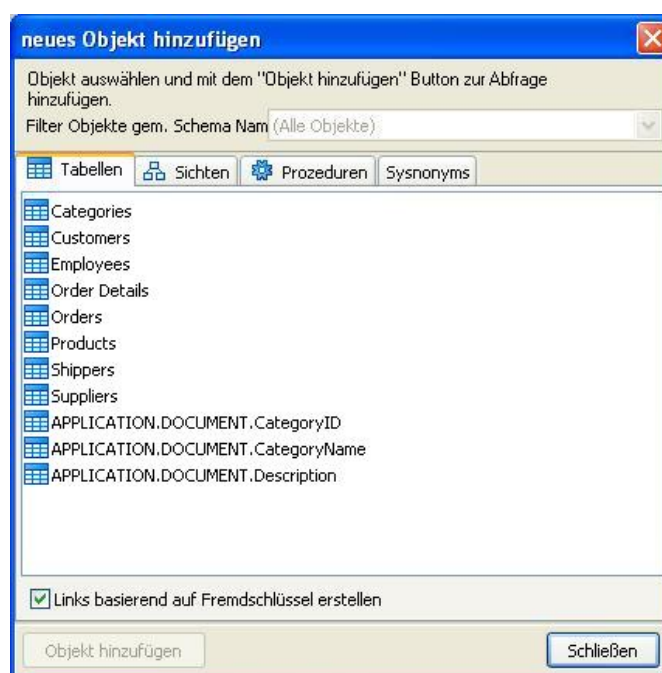 neues Objekt hinzufügen
Objekt auswählen und mit dem "Objekt hinzufügen" Button zur Abfrage
hinzufügen.
Filter Objekte gem. Schema Nam (Alle Objekte)
Tabellen Sichten Prozeduren Sysnonyms
Categories
Customers
Employees
Order Details
Orders
Products
Shippers
Suppliers
APPLICATION.DOCUMENT.CategoryID
APPLICATION.DOCUMENT.CategoryName
APPLICATION.DOCUMENT.Description
Links basierend auf Fremdschlüssel erstellen
Objekt hinzufügen Schließen